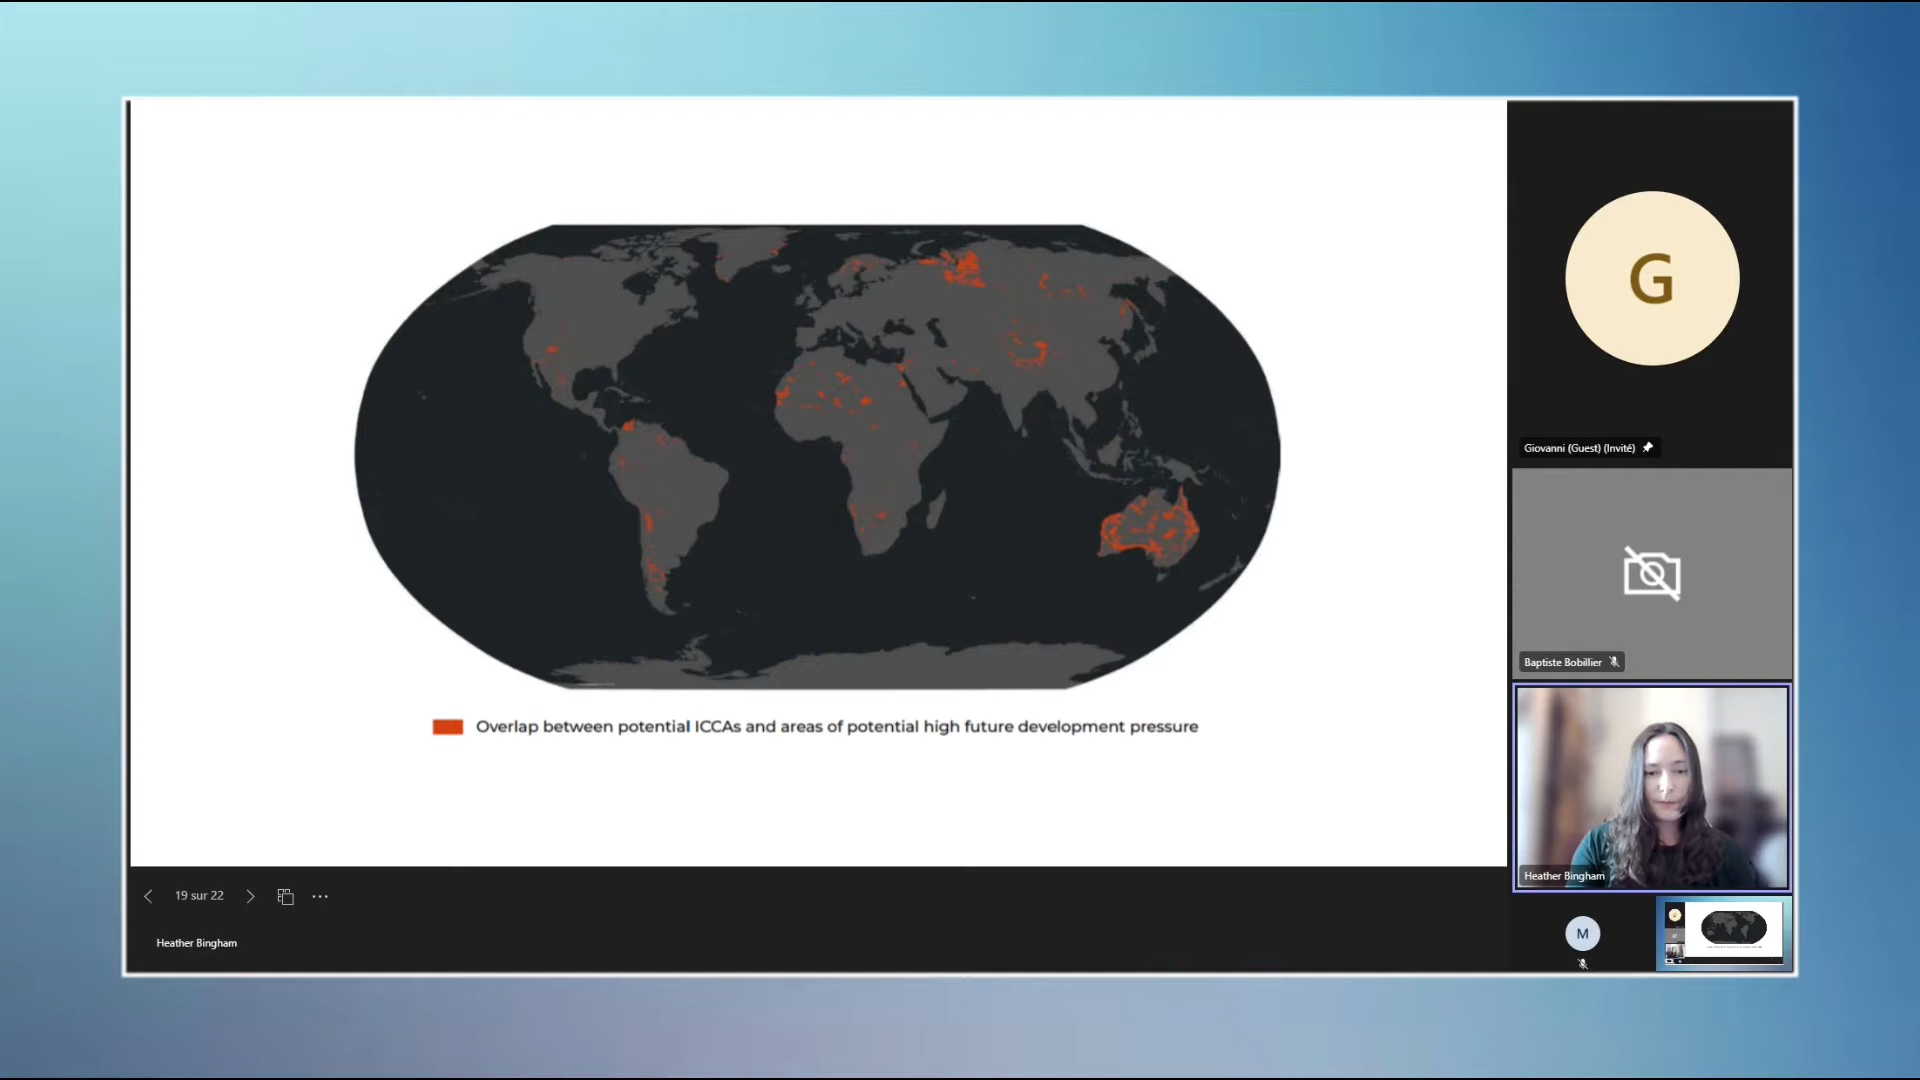 Overlap between potential ICCAs and areas of potential high future development pressure
19 sur 22
Heather Bingham
G
Giovanni (Guest) (Invité)
Baptiste Bobillier
Heather Bingham
M